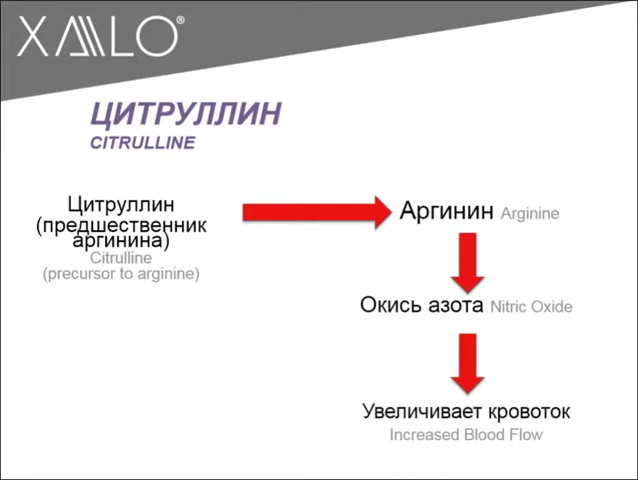 XALO®
ЦИТРУЛЛИН
CITRULLINE
Цитруллин
(предшественник
аргинина)
Citrulline
(precursor to arginine)
Аргинин Arginine
Окись азота Nitric Oxide
Увеличивает кровоток
Increased Blood Flow